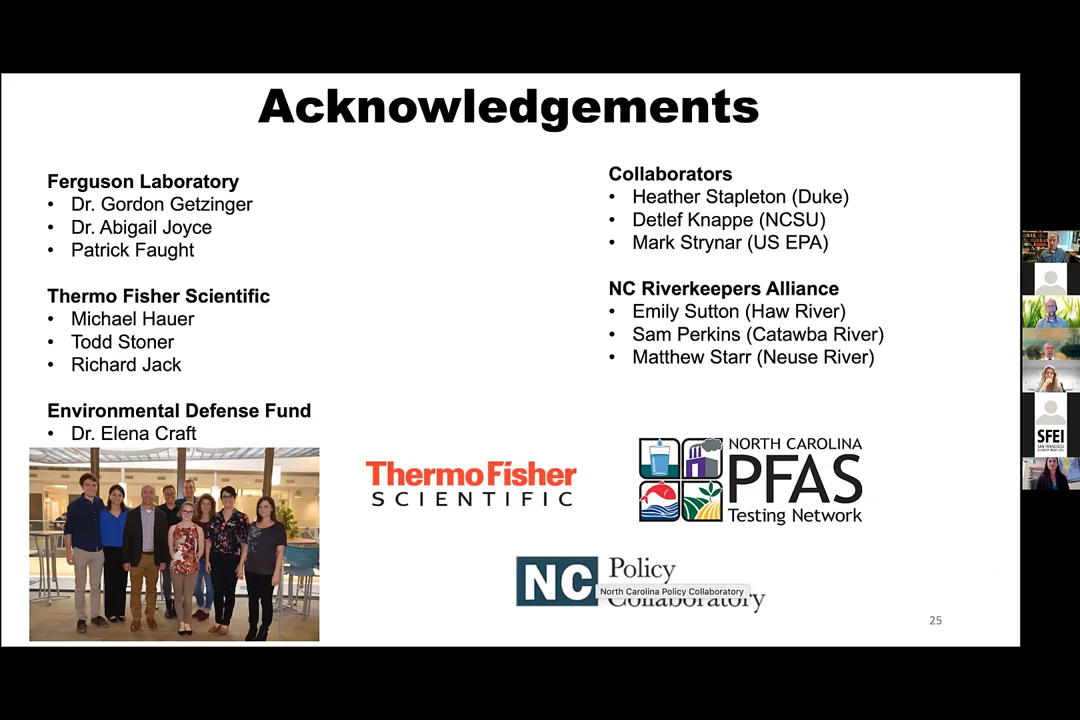 Acknowledgements
Ferguson Laboratory
• Dr. Gordon Getzinger
• Dr. Abigail Joyce
• Patrick Faught
Thermo Fisher Scientific
• Michael Hauer
• Todd Stoner
• Richard Jack
Environmental Defense Fund
• Dr. Elena Craft
Collaborators
• Heather Stapleton (Duke)
• Detlef Knappe (NCSU)
• Mark Strynar (US EPA)
NC Riverkeepers Alliance
• Emily Sutton (Haw River)
• Sam Perkins (Catawba River)
• Matthew Starr (Neuse River)
ThermoFisher
SCIENTIFIC
NORTH CAROLINA
PFAS
Testing Network
NC
Policy
Collaboratory
North Carolina Policy Collaboratory
25
SFEI